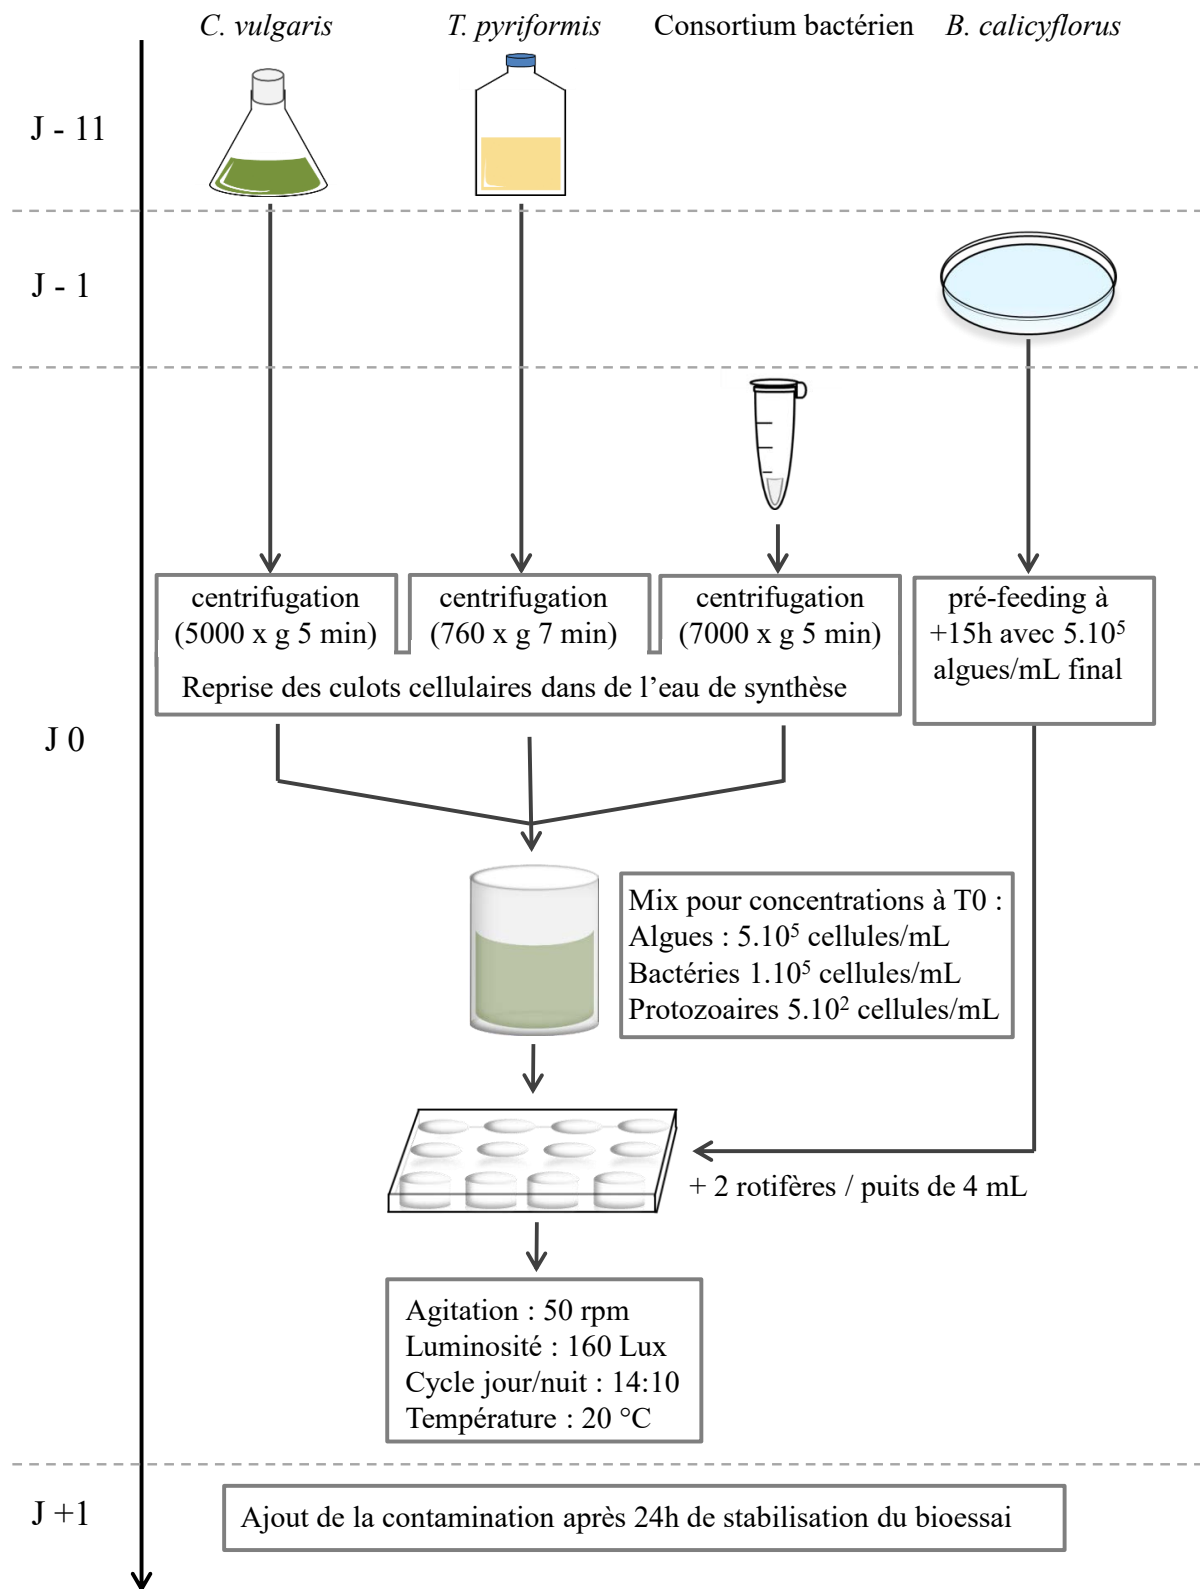 C. vulgaris
T. pyriformis
Consortium bactérien
B. calicyflorus
J - 11
J - 1
centrifugation
(5000 x g 5 min)
centrifugation
(760 x g 7 min)
centrifugation
(7000 x g 5 min)
Reprise des culots cellulaires dans de l’eau de synthèse
pré-feeding à
+15h avec 5.10⁵
algues/mL final
J 0
Mix pour concentrations à T0 :
Algues : 5.10⁵ cellules/mL
Bactéries 1.10⁵ cellules/mL
Protozoaires 5.10² cellules/mL
+ 2 rotifères / puits de 4 mL
Agitation : 50 rpm
Luminosité : 160 Lux
Cycle jour/nuit : 14:10
Température : 20 °C
J +1
Ajout de la contamination après 24h de stabilisation du bioessai